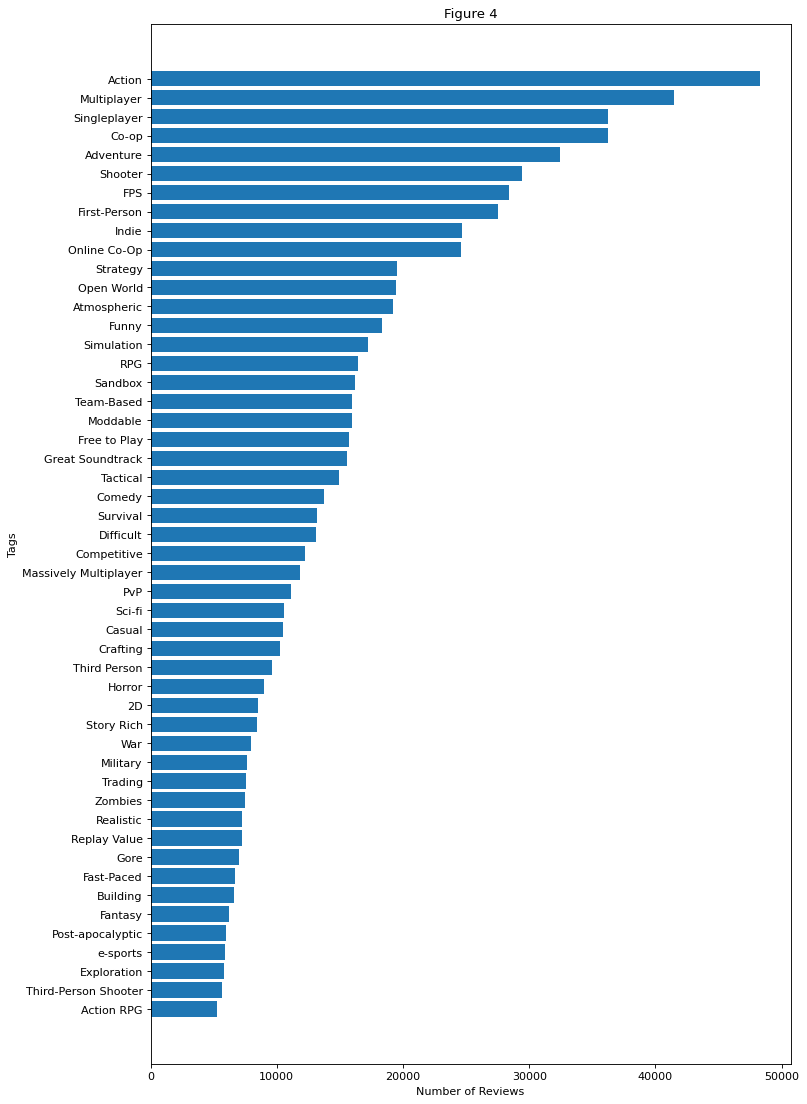 Figure 4
Action
Multiplayer
Singleplayer
Co-op
Adventure
Shooter
FPS
First-Person
Indie
Online Co-Op
Strategy
Open World
Atmospheric
Funny
Simulation
RPG
Sandbox
Team-Based
Moddable
Free to Play
Great Soundtrack
Tactical
Comedy
Survival
Difficult
Competitive
Massively Multiplayer
PvP
Sci-fi
Casual
Crafting
Third Person
Horror
2D
Story Rich
War
Military
Trading
Zombies
Realistic
Replay Value
Gore
Fast-Paced
Building
Fantasy
Post-apocalyptic
e-sports
Exploration
Third-Person Shooter
Action RPG
Tags
0 10000 20000 30000 40000 50000
Number of Reviews